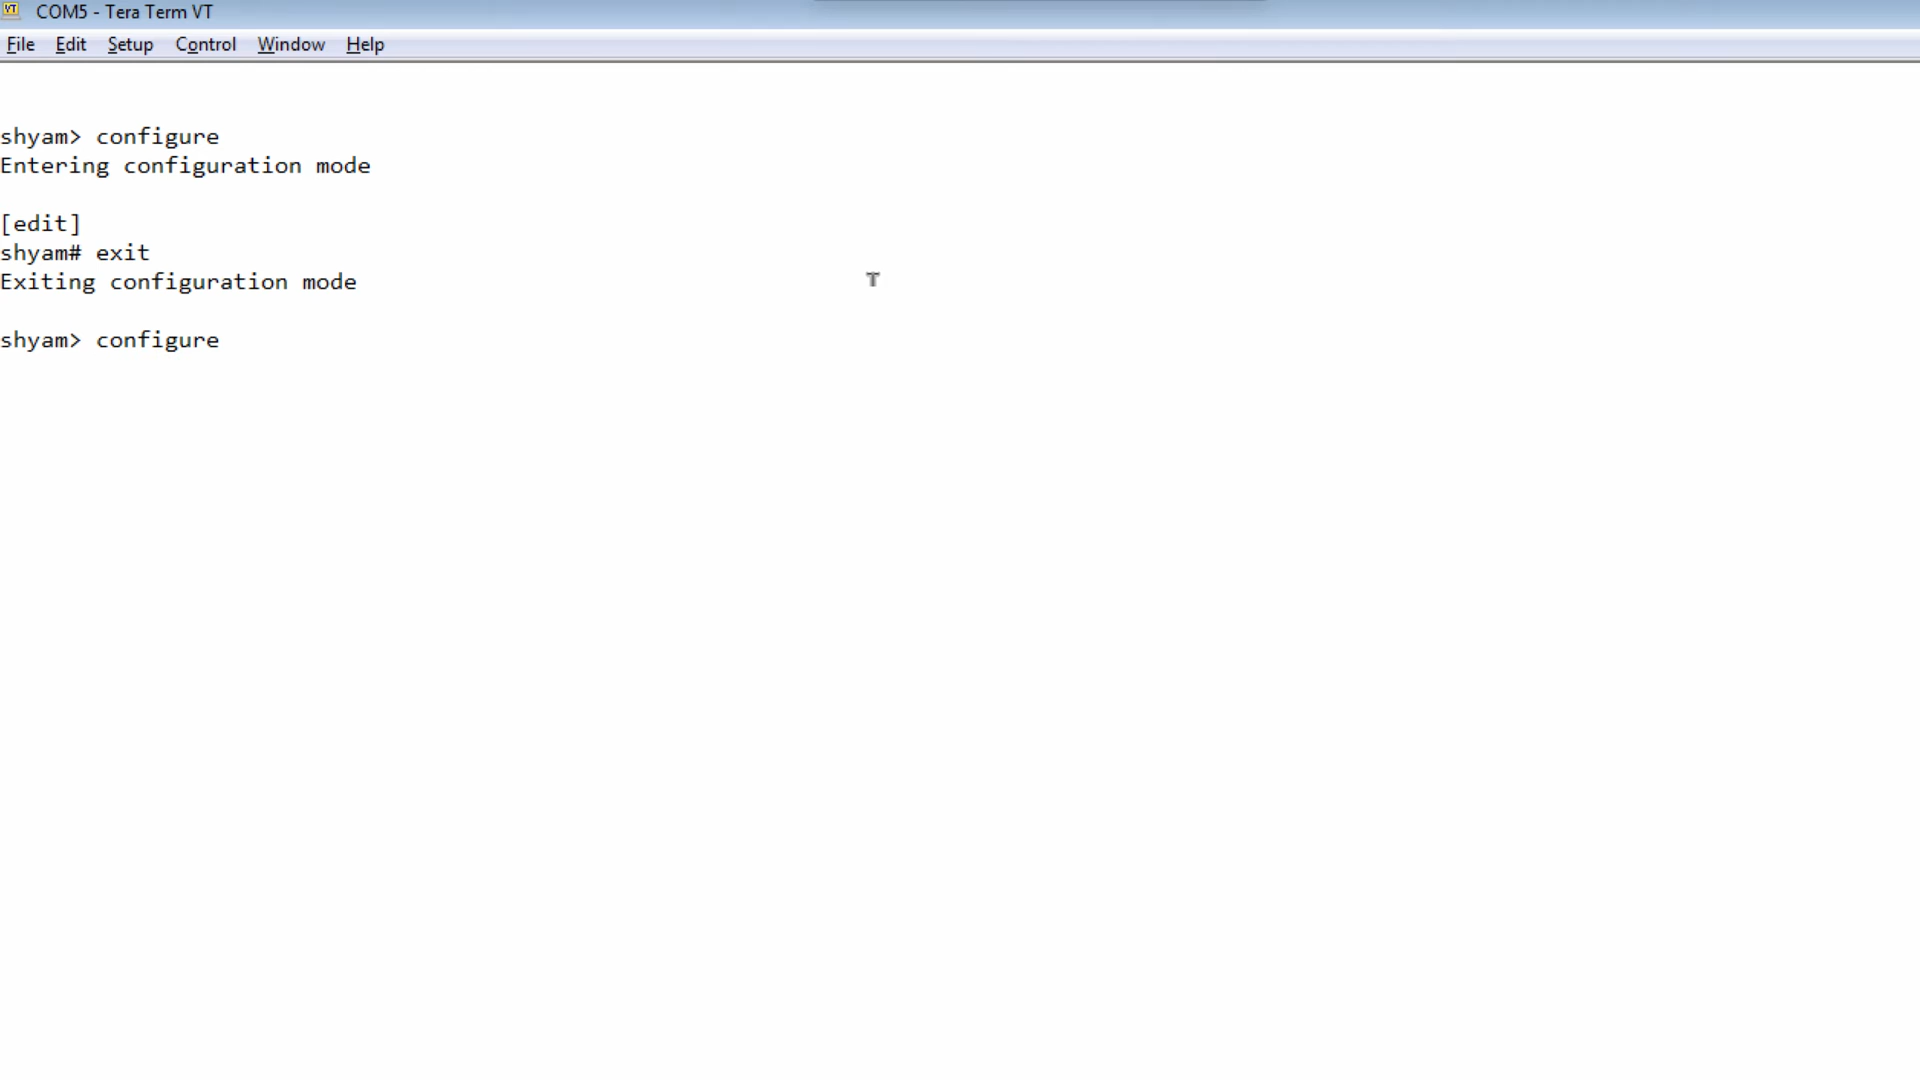 COM5 - Tera Term VT
File Edit Setup Control Window Help
shyam> configure
Entering configuration mode
[edit]
shyam# exit
Exiting configuration mode
shyam> configure